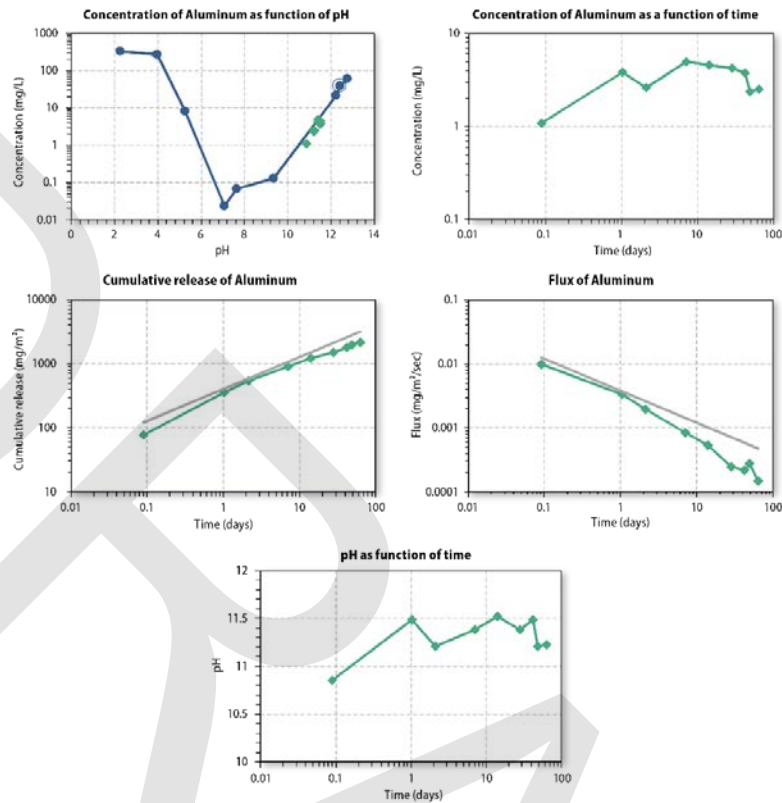 Concentration of Aluminum as function of pH
Concentration (mg/L)
1000
100
10
1
0.1
0.01
0 2 4 6 8 10 12 14
pH
Concentration of Aluminum as a function of time
Concentration (mg/L)
10
1
0.1
0.01 0.1 1 10 100
Time (days)
Cumulative release of Aluminum
Cumulative release (mg/m²)
10000
1000
100
10
0.01 0.1 1 10 100
Time (days)
Flux of Aluminum
Flux (mg/m²/sec)
0.1
0.01
0.001
0.0001
0.01 0.1 1 10 100
Time (days)
pH as function of time
pH
12
11.5
11
10.5
10
0.01 0.1 1 10 100
Time (days)